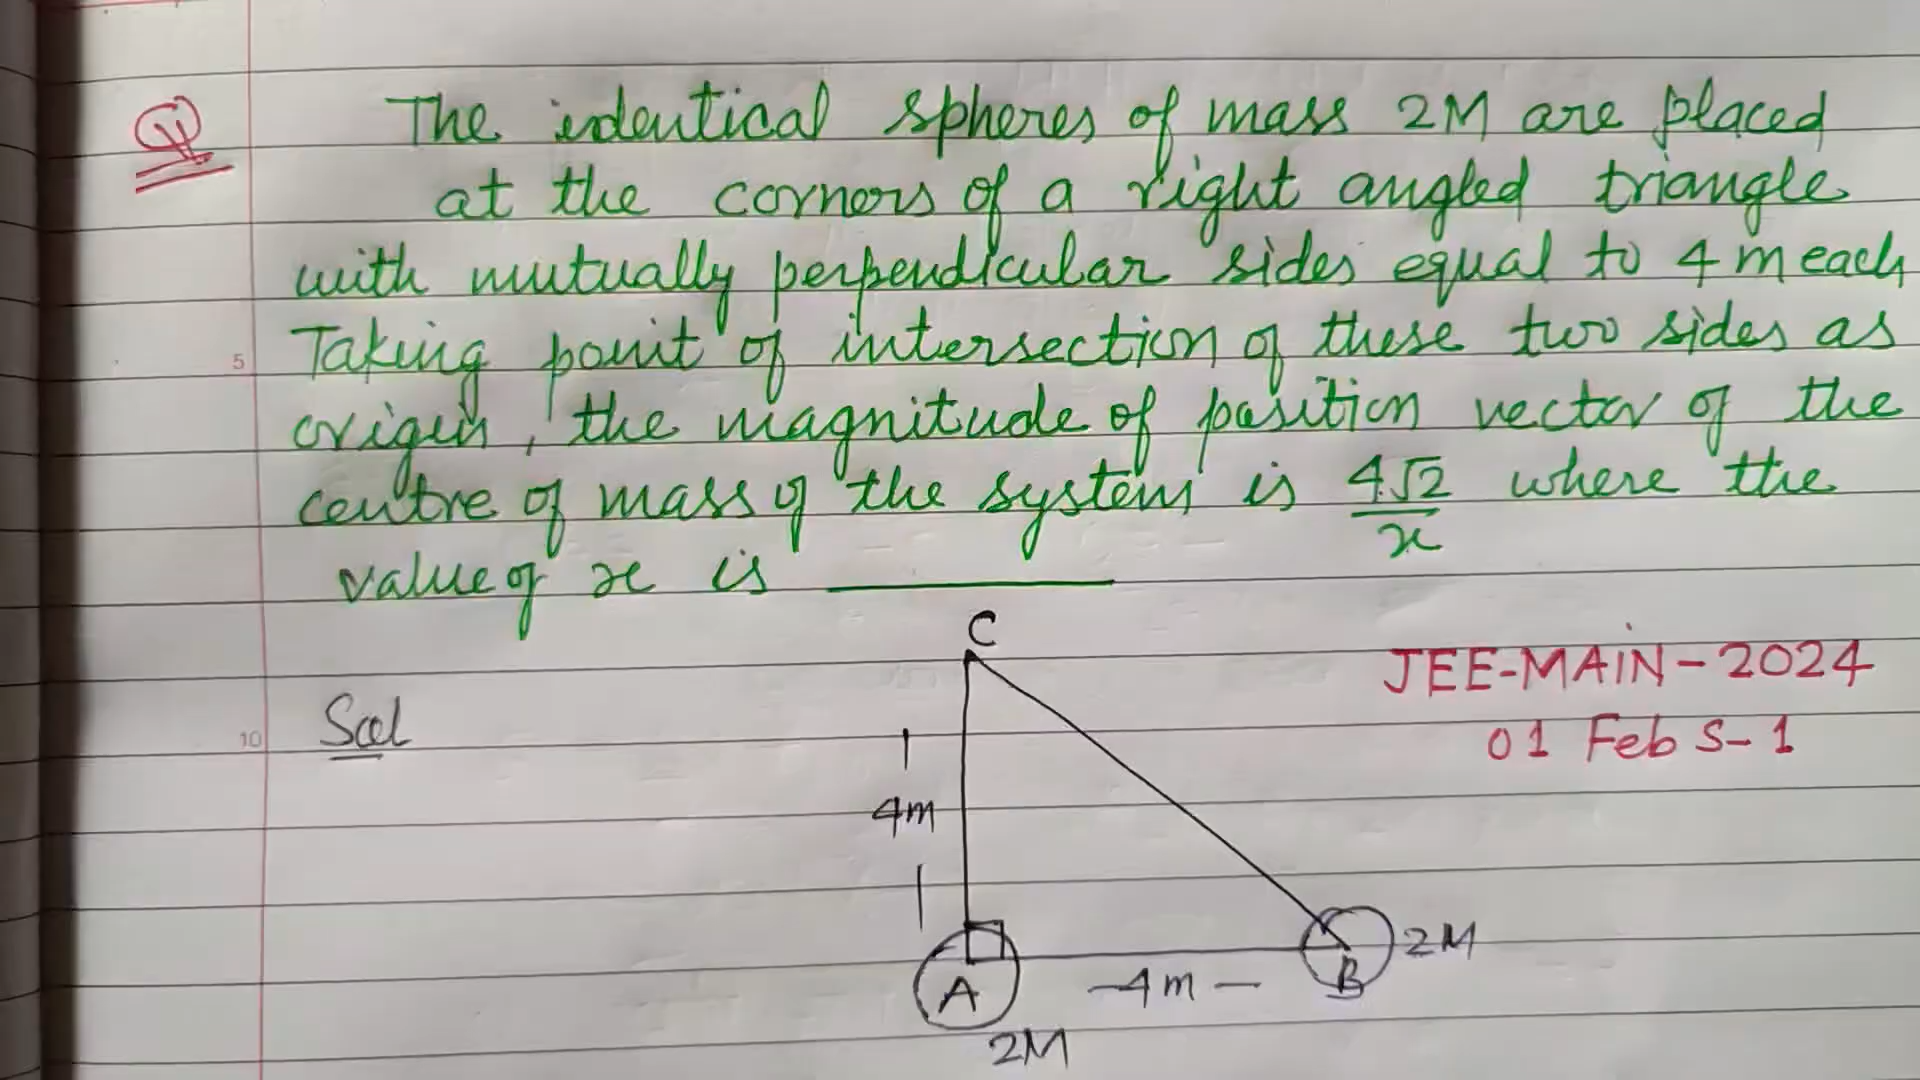 Q
The identical spheres of mass 2M are placed
at the corners of a right angled triangle
with mutually perpendicular sides equal to 4 m each
Taking point of intersection of these two sides as
origin, the magnitude of position vector of the
centre of mass of the system is 4√2/x where the
value of x is ______
C
JEE-MAIN-2024
01 Feb S-1
Sol
4m
A
2M
-4m-
B
2M
5
10